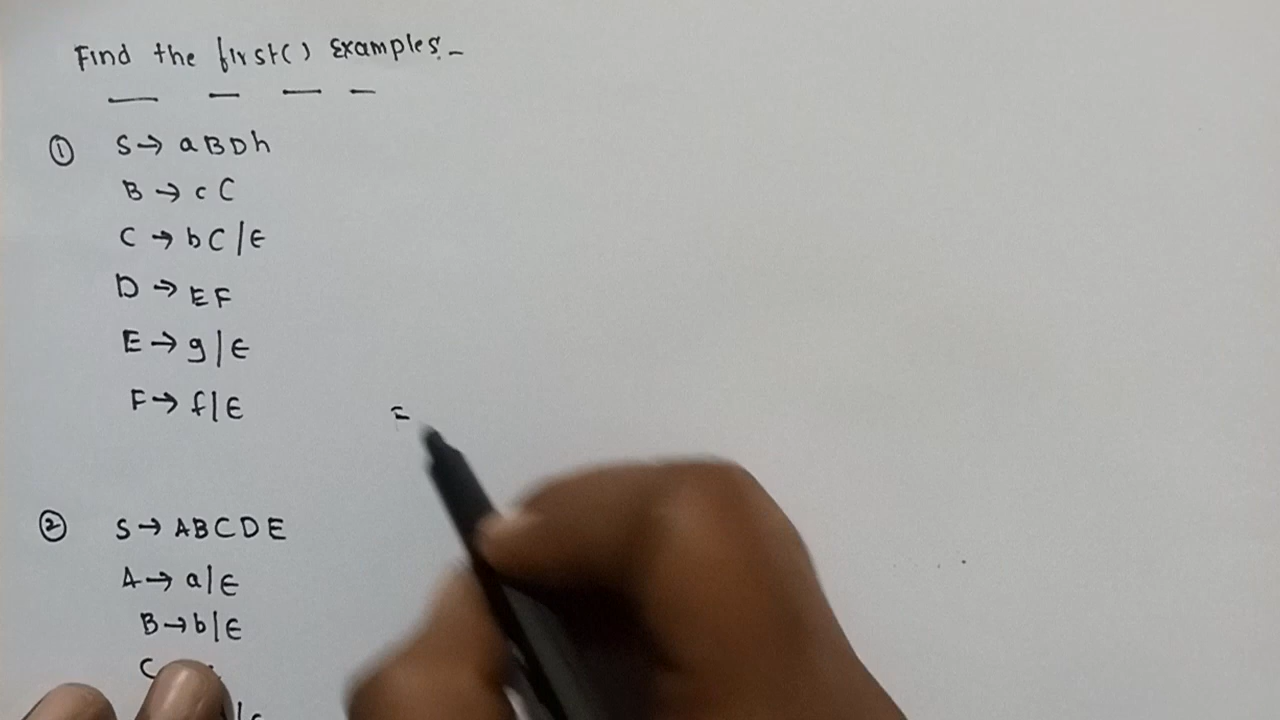 Find the first() Examples.-
① S → aBDh
B → cC
C → bC/ϵ
D → EF
E → g|ϵ
F → f|ϵ
=
② S → ABCDE
A → a|ϵ
B → b|ϵ
C